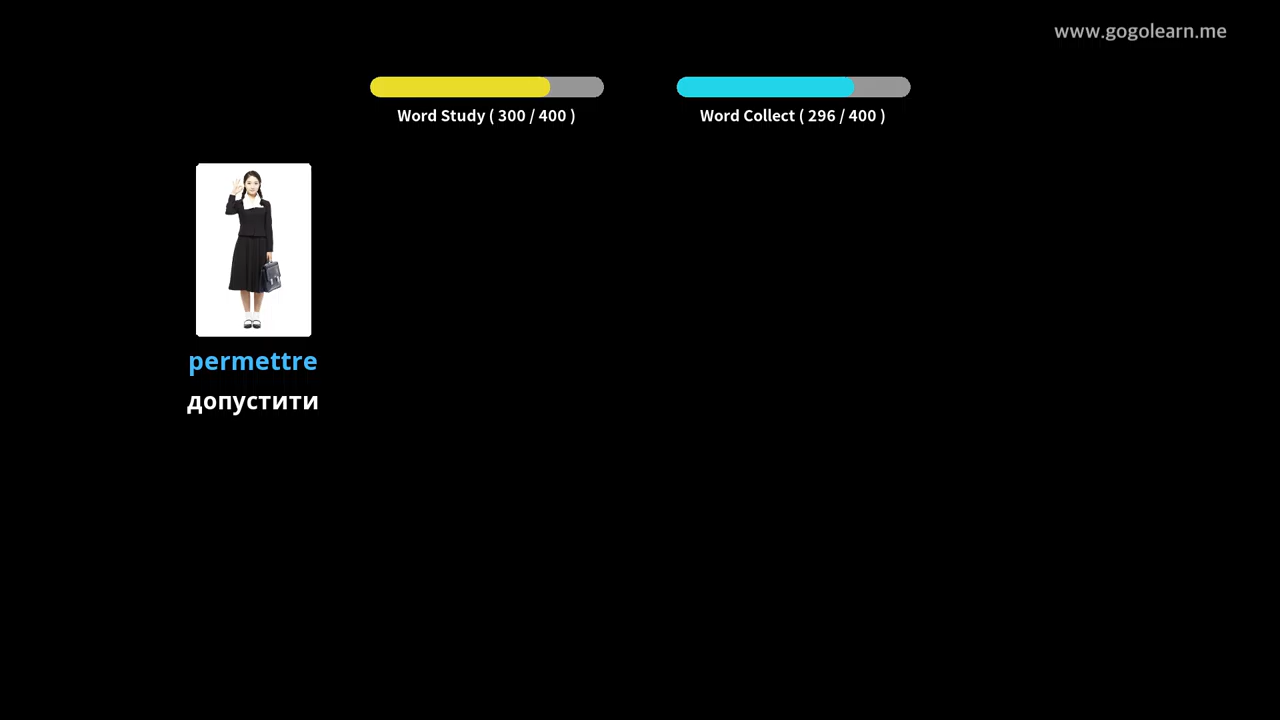 www.gogolearn.me
Word Study ( 300 / 400 )
Word Collect ( 296 / 400 )
permettre
допустити